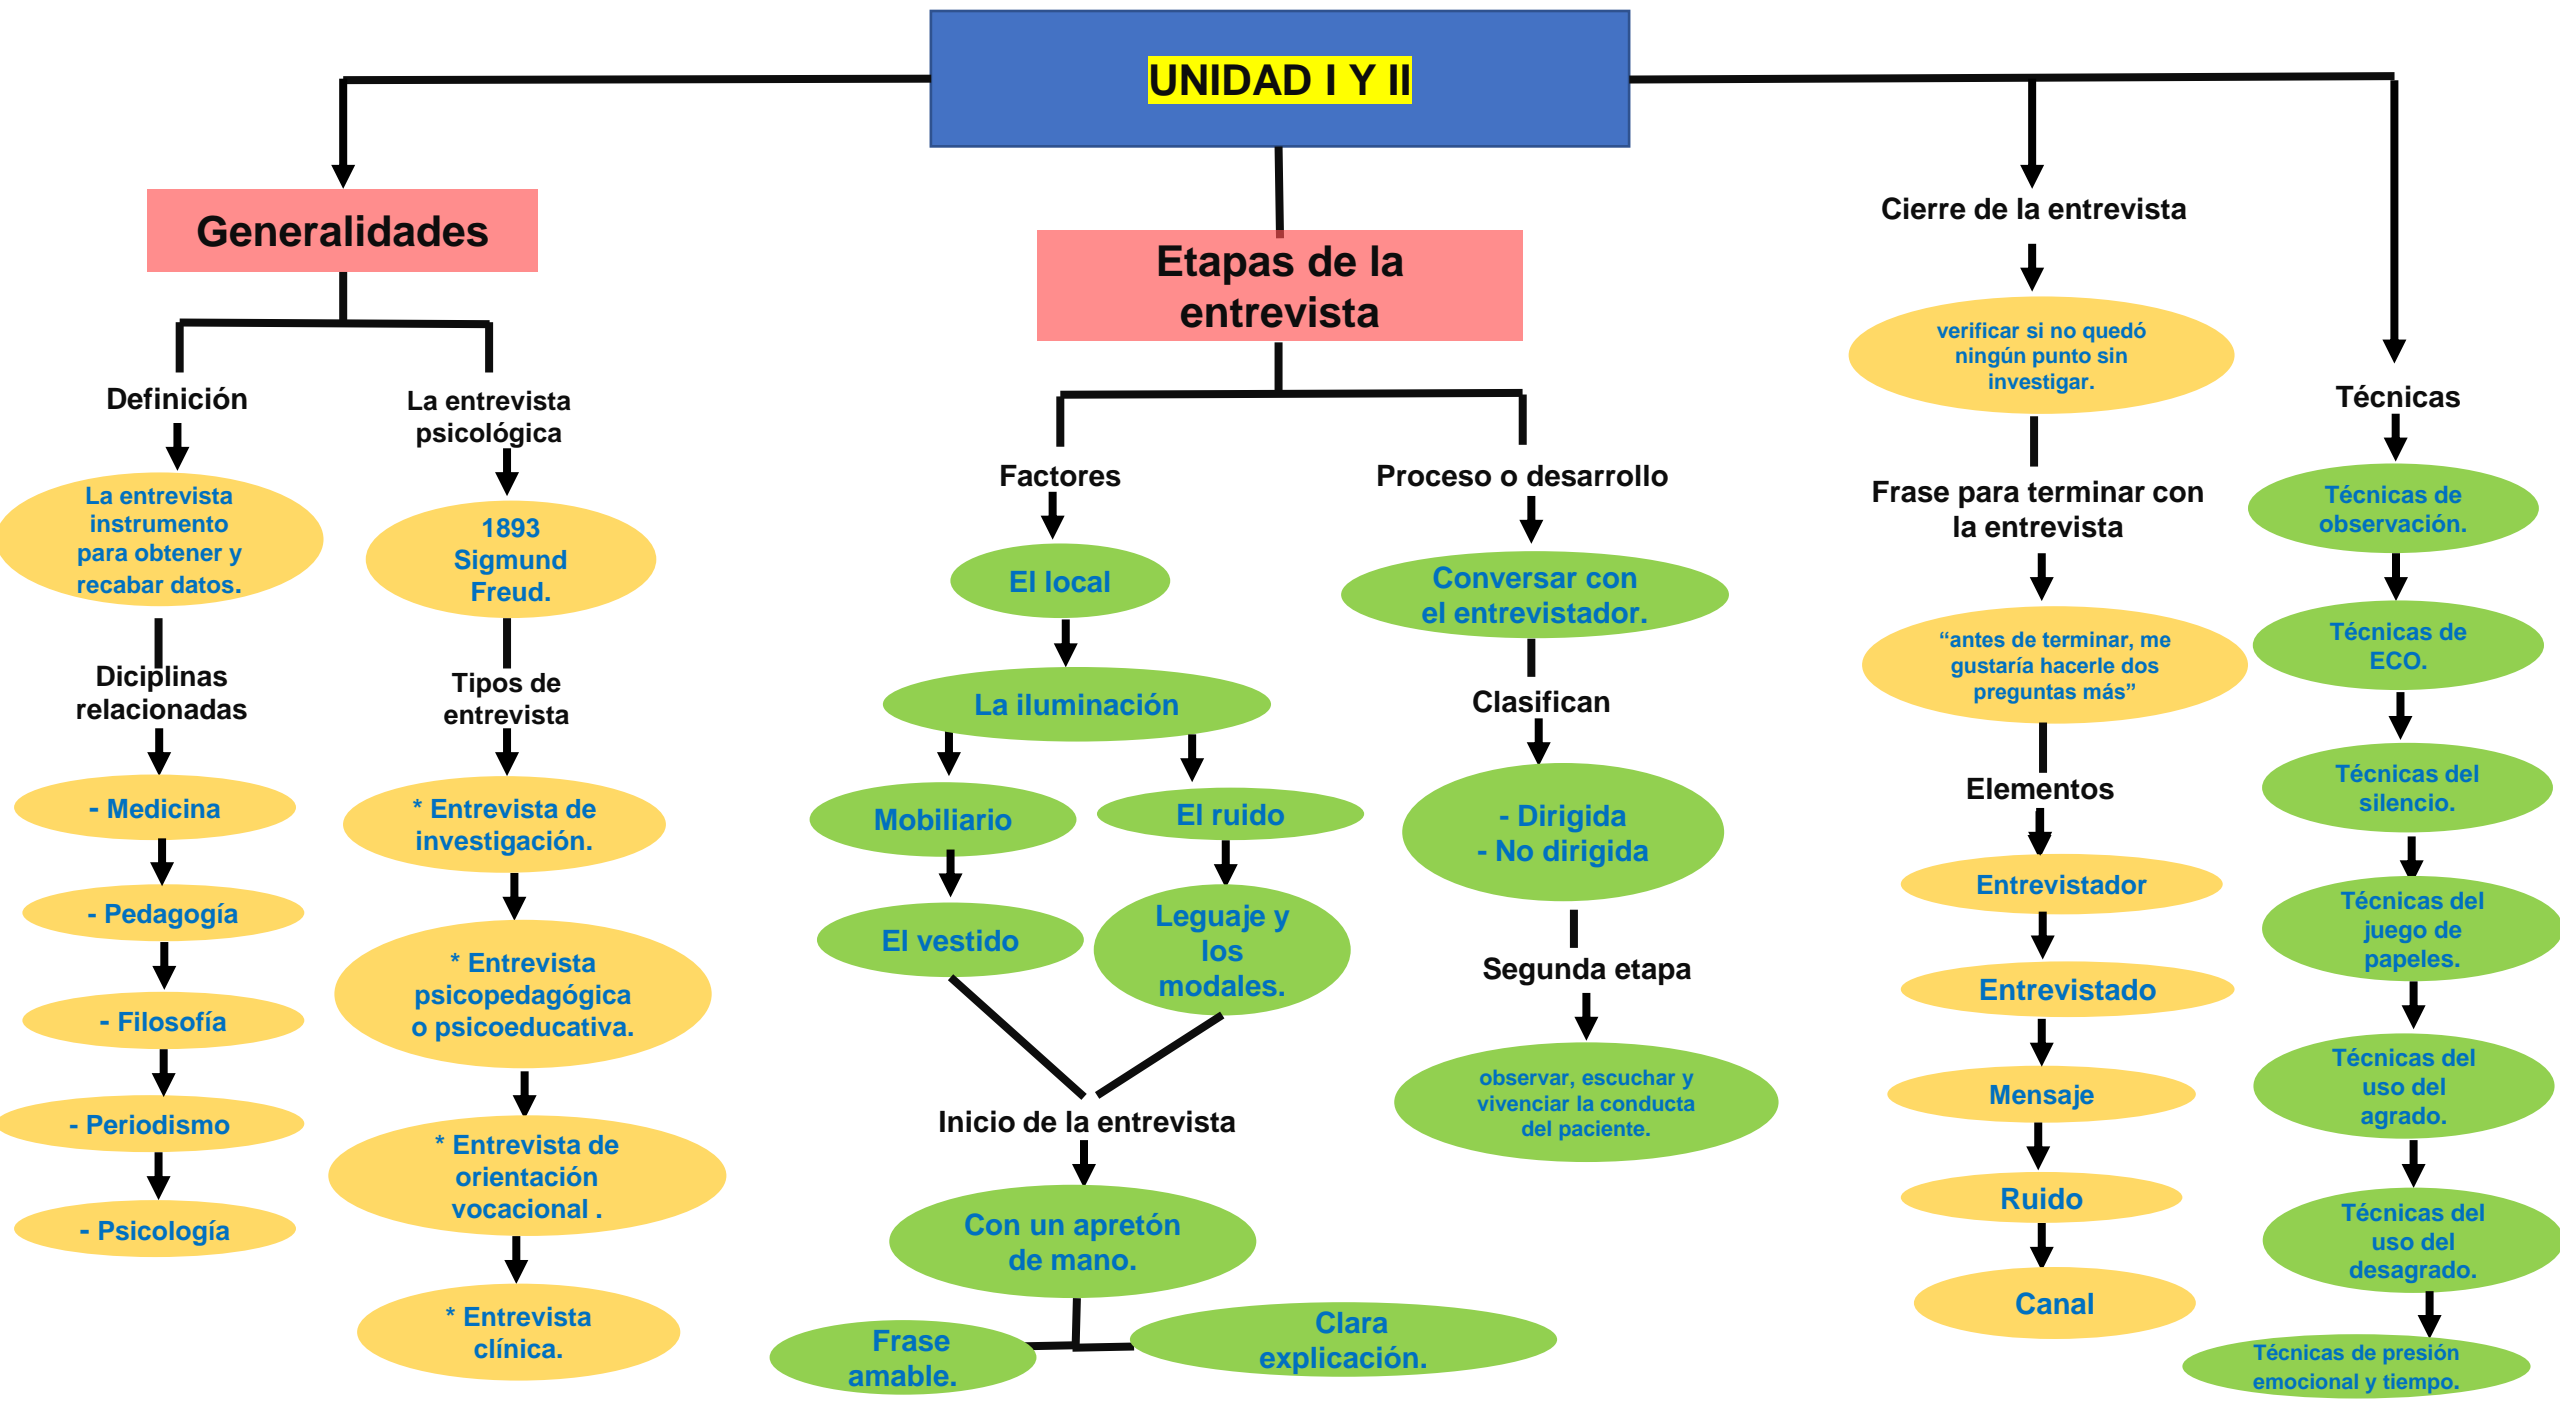 UNIDAD I Y II
Generalidades
Definición
La entrevista
instrumento
para obtener y
recabar datos.
Diciplinas
relacionadas
- Medicina
- Pedagogía
- Filosofía
- Periodismo
- Psicología
La entrevista
psicológica
1893
Sigmund
Freud.
Tipos de
entrevista
* Entrevista de
investigación.
* Entrevista
psicopedagógica
o psicoeducativa.
* Entrevista de
orientación
vocacional .
* Entrevista
clínica.
Etapas de la
entrevista
Factores
El local
La iluminación
Mobiliario
El ruido
El vestido
Leguaje y
los
modales.
Inicio de la entrevista
Con un apretón
de mano.
Frase
amable.
Clara
explicación.
Proceso o desarrollo
Conversar con
el entrevistador.
Clasifican
- Dirigida
- No dirigida
Segunda etapa
observar, escuchar y
vivenciar la conducta
del paciente.
Cierre de la entrevista
verificar si no quedó
ningún punto sin
investigar.
Frase para terminar con
la entrevista
“antes de terminar, me
gustaría hacerle dos
preguntas más”
Elementos
Entrevistador
Entrevistado
Mensaje
Ruido
Canal
Técnicas
Técnicas de
observación.
Técnicas de
ECO.
Técnicas del
silencio.
Técnicas del
juego de
papeles.
Técnicas del
uso del
agrado.
Técnicas del
uso del
desagrado.
Técnicas de presión
emocional y tiempo.